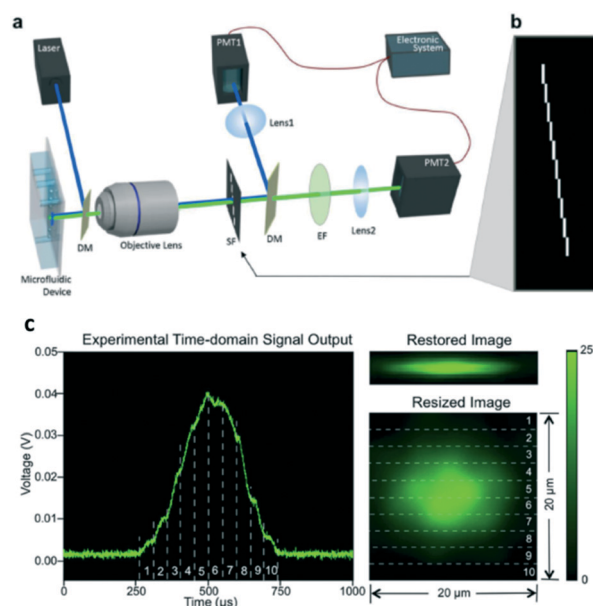 a
b
Laser
PMT1
Electronic
System
Lens1
PMT2
DM
Objective Lens
SF
DM
EF
Lens2
Microfluidic
Device
c
Experimental Time-domain Signal Output
Voltage (V)
0.05
0.04
0.03
0.02
0.01
0.00
1 2 3 4 5 6 7 8 9 10
0 250 500 750 1000
Time (us)
Restored Image
Resized Image
1
2
3
4
5
6
7
8
9
10
20 μm
20 μm
25
0